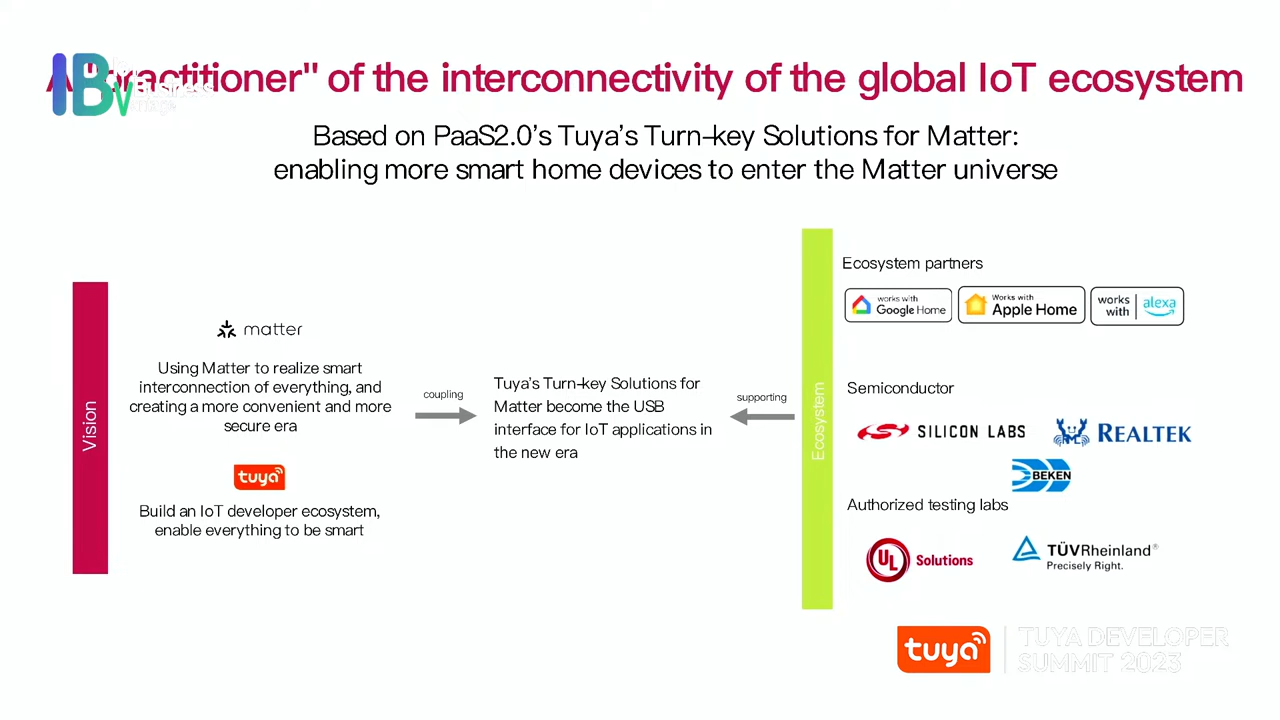 A "practitioner" of the interconnectivity of the global IoT ecosystem
IBV
IoT
Business
Vantage
Based on PaaS2.0's Tuya's Turn-key Solutions for Matter:
enabling more smart home devices to enter the Matter universe
Vision
matter
Using Matter to realize smart
interconnection of everything, and
creating a more convenient and more
secure era
tuya
Build an IoT developer ecosystem,
enable everything to be smart
coupling
Tuya's Turn-key Solutions for
Matter become the USB
interface for IoT applications in
the new era
supporting
Ecosystem
Ecosystem partners
works with
Google Home
Works with
Apple Home
works
with
alexa
Semiconductor
SILICON LABS
REALTEK
BEKEN
Authorized testing labs
UL Solutions
TÜVRheinland®
Precisely Right.
tuya
TUYA DEVELOPER
SUMMIT 2023